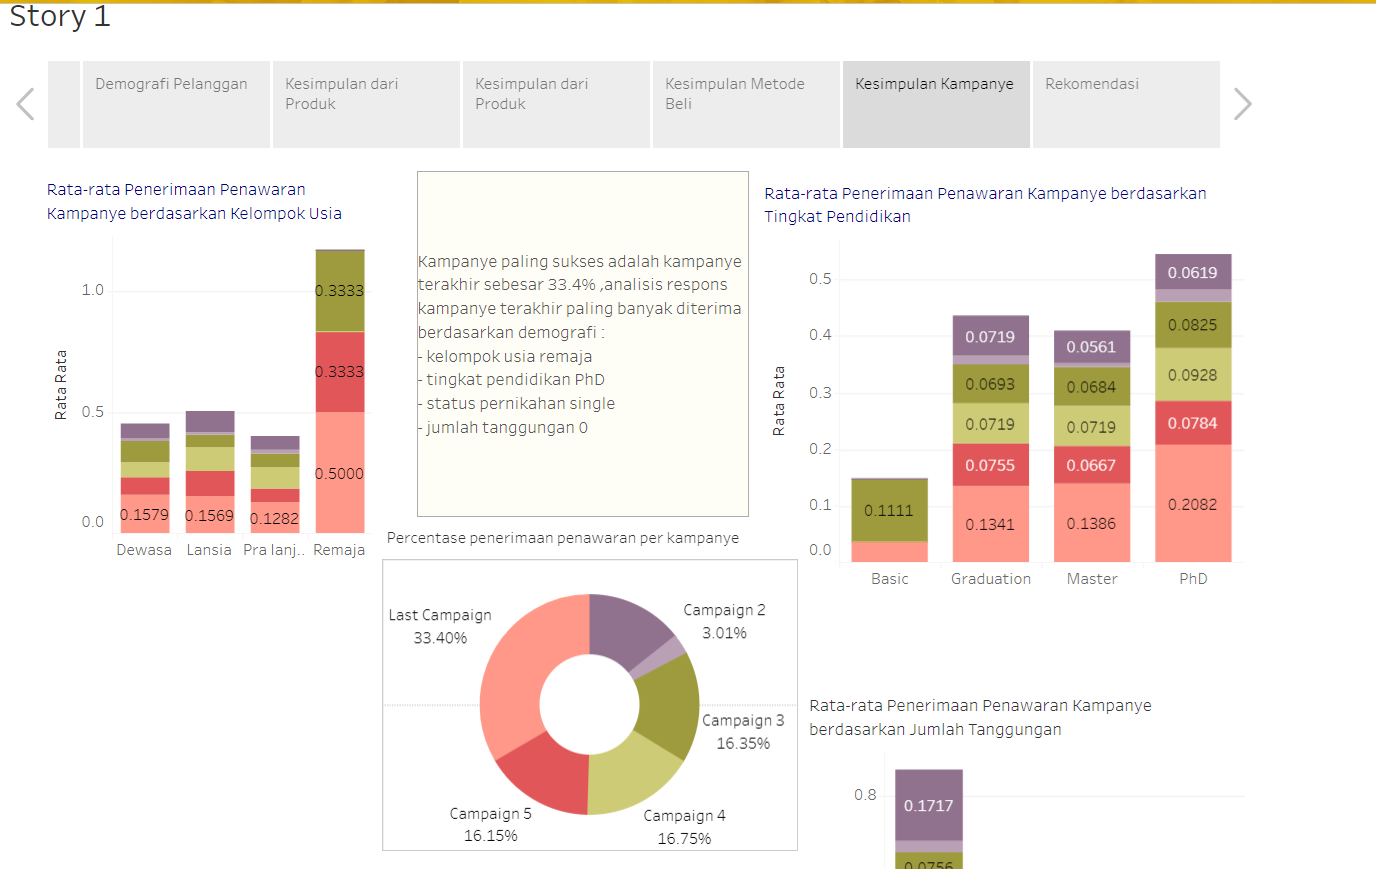 Story 1
Demografi Pelanggan
Kesimpulan dari
Produk
Kesimpulan dari
Produk
Kesimpulan Metode
Beli
Kesimpulan Kampanye
Rekomendasi
Rata-rata Penerimaan Penawaran
Kampanye berdasarkan Kelompok Usia
Rata Rata
1.0
0.5
0.0
0.3333
0.3333
0.5000
0.1579
0.1569
0.1282
Dewasa
Lansia
Pra lanj..
Remaja
Kampanye paling sukses adalah kampanye
terakhir sebesar 33.4% ,analisis respons
kampanye terakhir paling banyak diterima
berdasarkan demografi :
- kelompok usia remaja
- tingkat pendidikan PhD
- status pernikahan single
- jumlah tanggungan 0
Rata-rata Penerimaan Penawaran Kampanye berdasarkan
Tingkat Pendidikan
Rata Rata
0.5
0.4
0.3
0.2
0.1
0.0
0.1111
0.0719
0.0693
0.0719
0.0755
0.1341
0.0561
0.0684
0.0719
0.0667
0.1386
0.0619
0.0825
0.0928
0.0784
0.2082
Basic
Graduation
Master
PhD
Percentase penerimaan penawaran per kampanye
Last Campaign
33.40%
Campaign 2
3.01%
Campaign 3
16.35%
Campaign 5
16.15%
Campaign 4
16.75%
Rata-rata Penerimaan Penawaran Kampanye
berdasarkan Jumlah Tanggungan
0.8
0.1717
0.0756